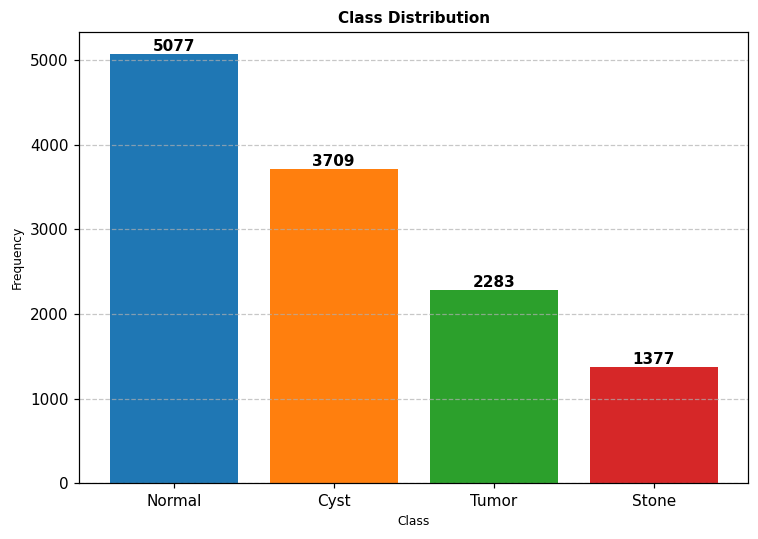 Class Distribution
5077
3709
2283
1377
5000
4000
3000
2000
1000
0
Frequency
Normal
Cyst
Tumor
Stone
Class